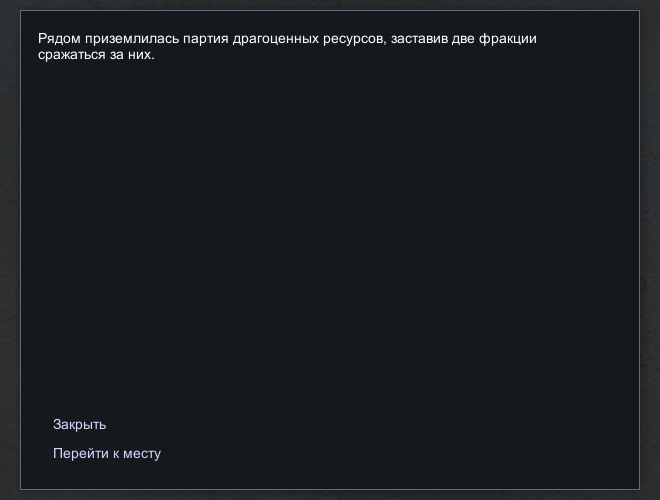 Рядом приземлилась партия драгоценных ресурсов, заставив две фракции
сражаться за них.
Закрыть
Перейти к месту